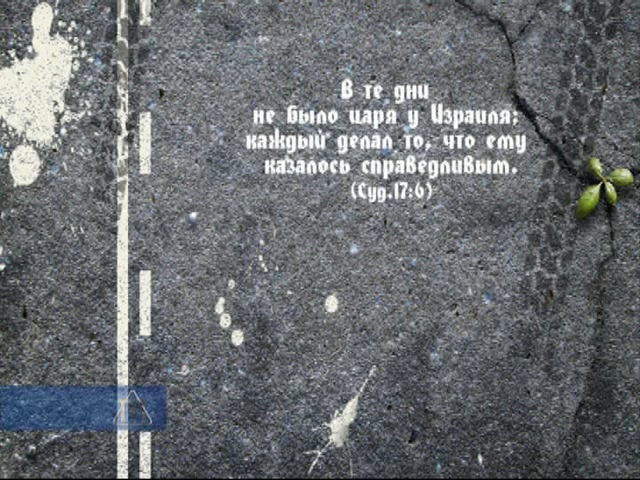 В те дни
не было царя у Израиля;
каждый делал то, что ему
казалось справедливым.
(Суд.17:6)